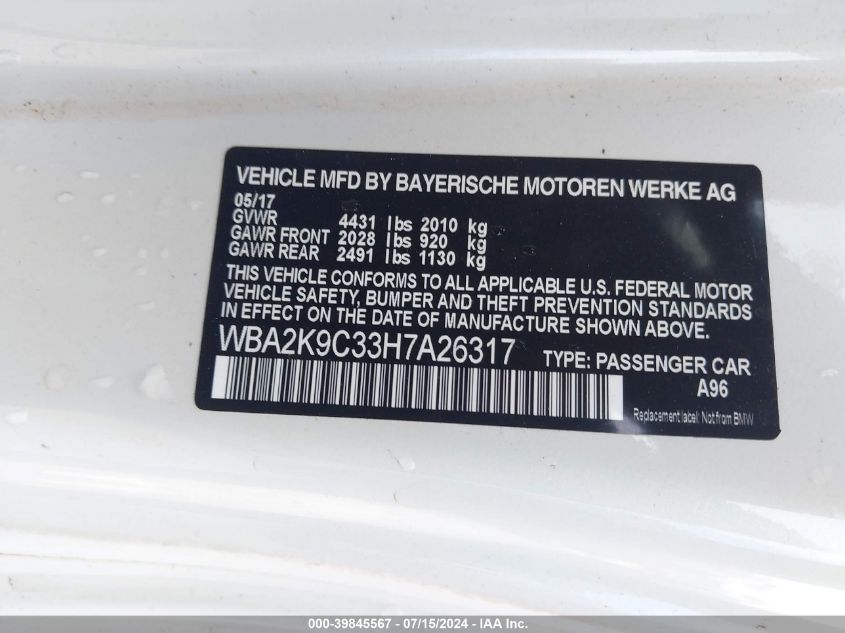 VEHICLE MFD BY BAYERISCHE MOTOREN WERKE AG
05/17
GVWR 4431 lbs 2010 kg
GAWR FRONT 2028 lbs 920 kg
GAWR REAR 2491 lbs 1130 kg
THIS VEHICLE CONFORMS TO ALL APPLICABLE U.S. FEDERAL MOTOR
VEHICLE SAFETY, BUMPER AND THEFT PREVENTION STANDARDS
IN EFFECT ON THE DATE OF MANUFACTURE SHOWN ABOVE.
WBA2K9C33H7A26317 TYPE: PASSENGER CAR
A96
Replacement label: Not from BMW
000-39845567 - 07/15/2024 - IAA Inc.